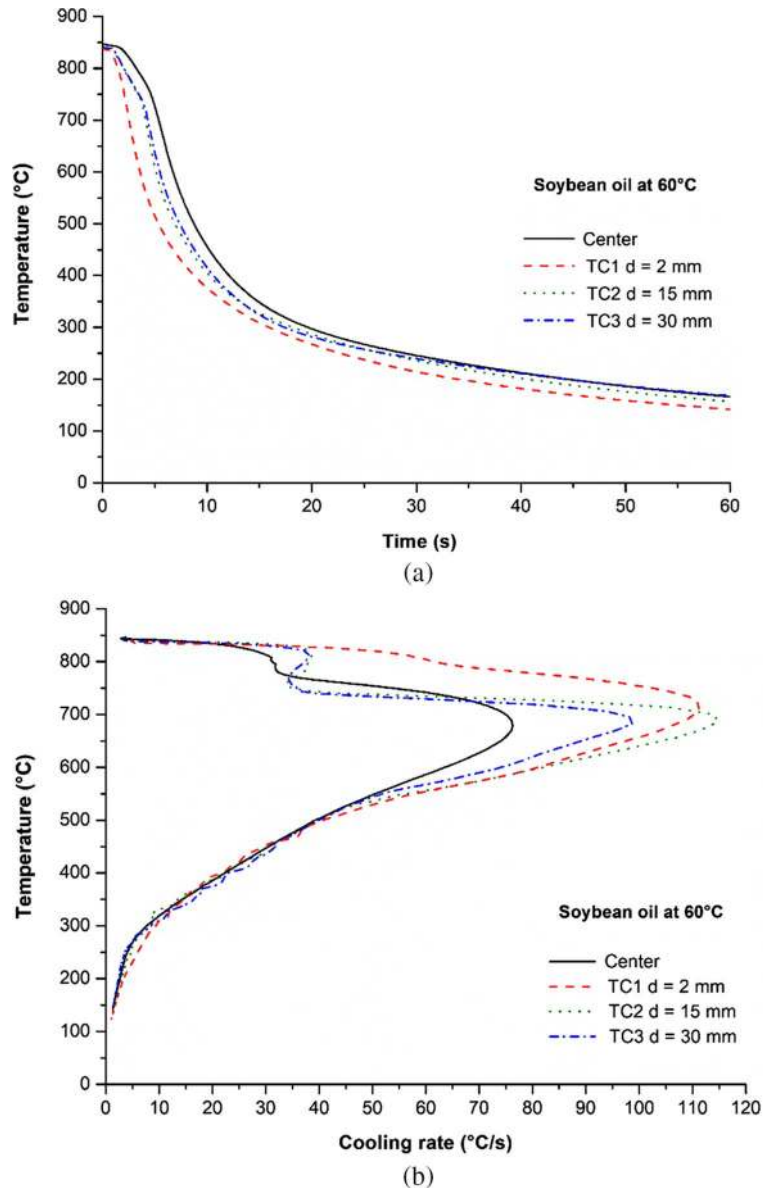 900
800
700
600
500
400
300
200
100
0
Temperature (°C)
Soybean oil at 60°C
Center
TC1 d = 2 mm
TC2 d = 15 mm
TC3 d = 30 mm
0 10 20 30 40 50 60
Time (s)
(a)
900
800
700
600
500
400
300
200
100
0
Temperature (°C)
Soybean oil at 60°C
Center
TC1 d = 2 mm
TC2 d = 15 mm
TC3 d = 30 mm
0 10 20 30 40 50 60 70 80 90 100 110 120
Cooling rate (°C/s)
(b)